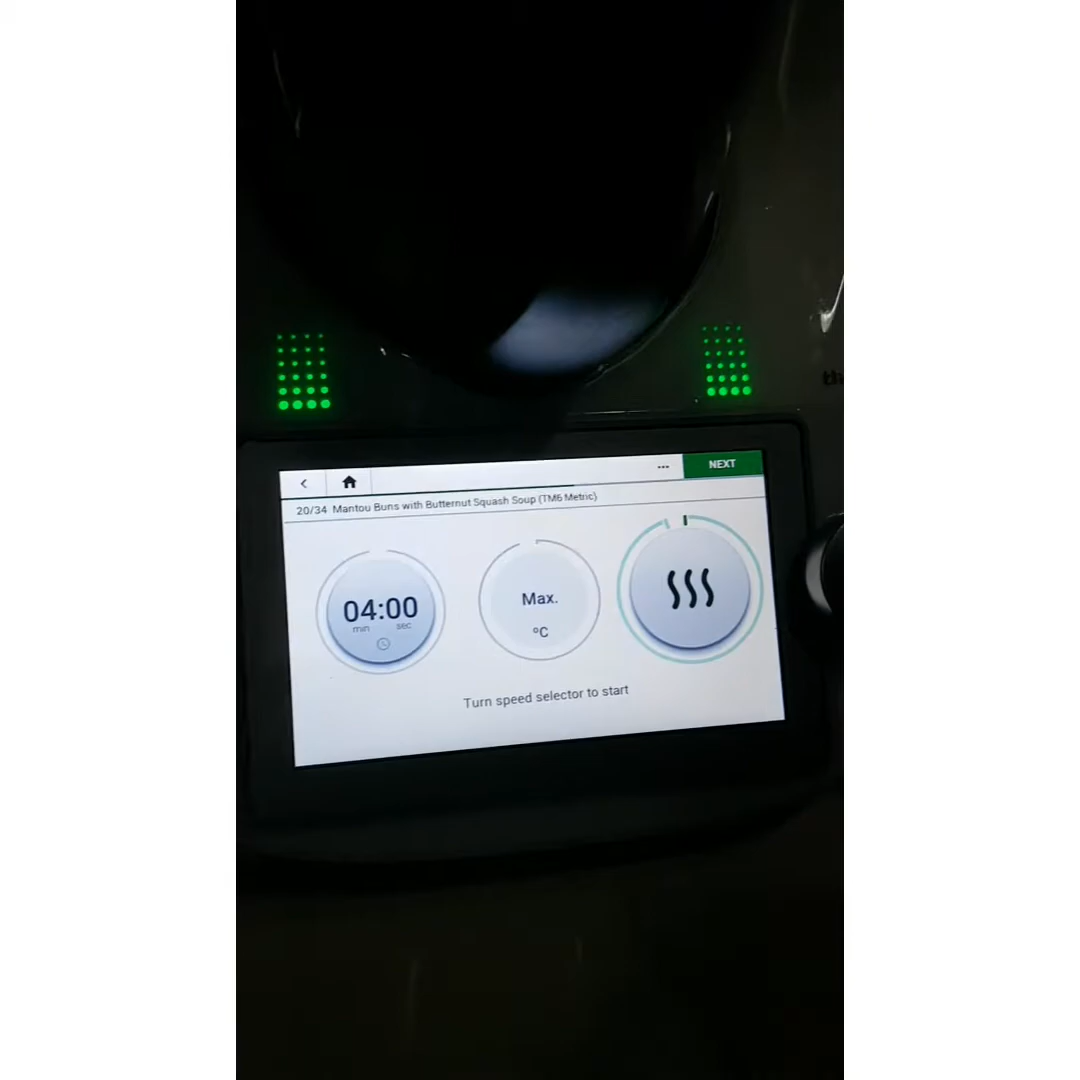 NEXT
20/34 Mantou Buns with Butternut Squash Soup (TM6 Metric)
04:00
min sec
Max.
°C
Turn speed selector to start